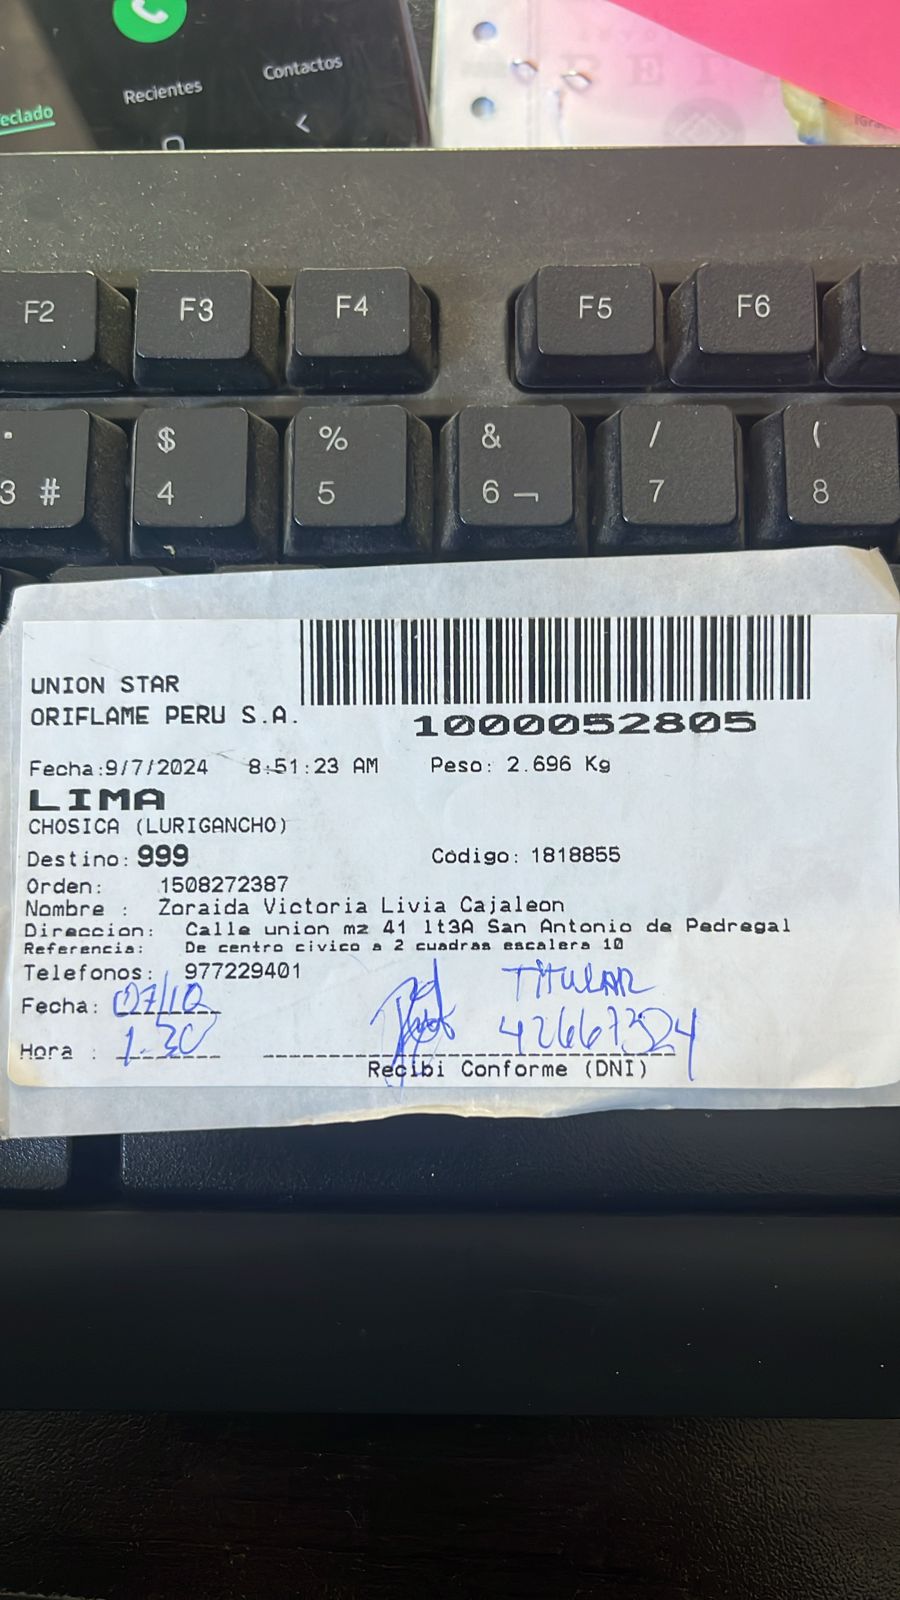 Teclado
Recientes
Contactos
F2 F3 F4 F5 F6
· $ % & / (
3 # 4 5 6 ¬ 7 8
UNION STAR
ORIFLAME PERU S.A.
1000052805
Fecha:9/7/2024 8:51:23 AM Peso: 2.696 Kg
LIMA
CHOSICA (LURIGANCHO)
Destino: 999 Codigo: 1818855
Orden: 1508272387
Nombre : Zoraida Victoria Livia Cajaleon
Direccion: Calle union mz 41 lt3A San Antonio de Pedregal
Referencia: De centro civico a 2 cuadras escalera 10
Telefonos: 977229401
Fecha: 07/10 TITULAR
Hora : 1.30 42667324
Recibi Conforme (DNI)